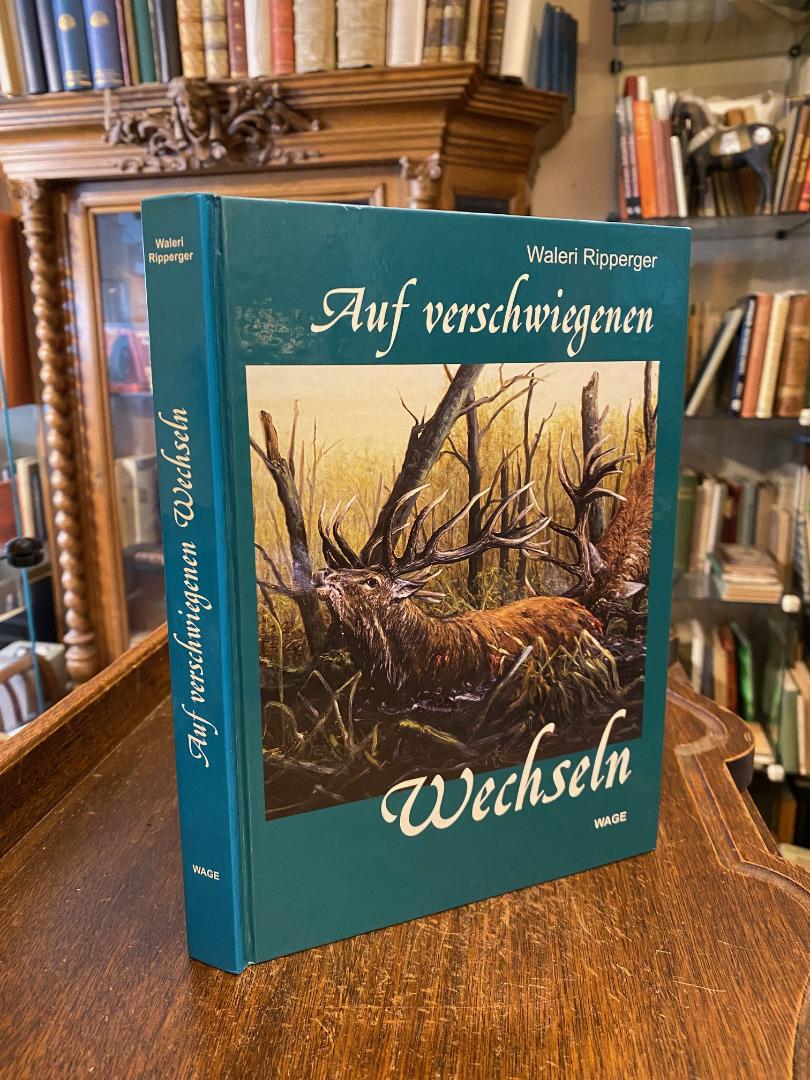 Waleri
Ripperger
Auf verschwiegenen Wechseln
WAGE
Waleri Ripperger
Auf verschwiegenen
Wechseln
WAGE